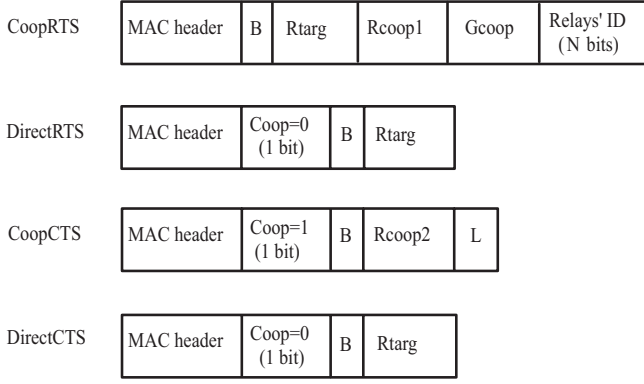 CoopRTS MAC header B Rtarg Rcoop1 Gcoop Relays' ID
(N bits)
DirectRTS MAC header Coop=0 B Rtarg
(1 bit)
CoopCTS MAC header Coop=1 B Rcoop2 L
(1 bit)
DirectCTS MAC header Coop=0 B Rtarg
(1 bit)